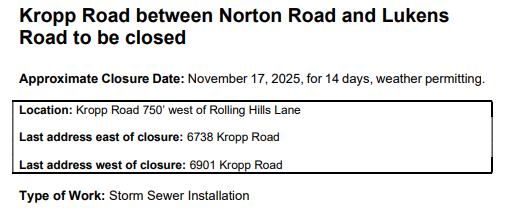 Kropp Road between Norton Road and Lukens
Road to be closed
Approximate Closure Date: November 17, 2025, for 14 days, weather permitting.
Location: Kropp Road 750’ west of Rolling Hills Lane
Last address east of closure: 6738 Kropp Road
Last address west of closure: 6901 Kropp Road
Type of Work: Storm Sewer Installation